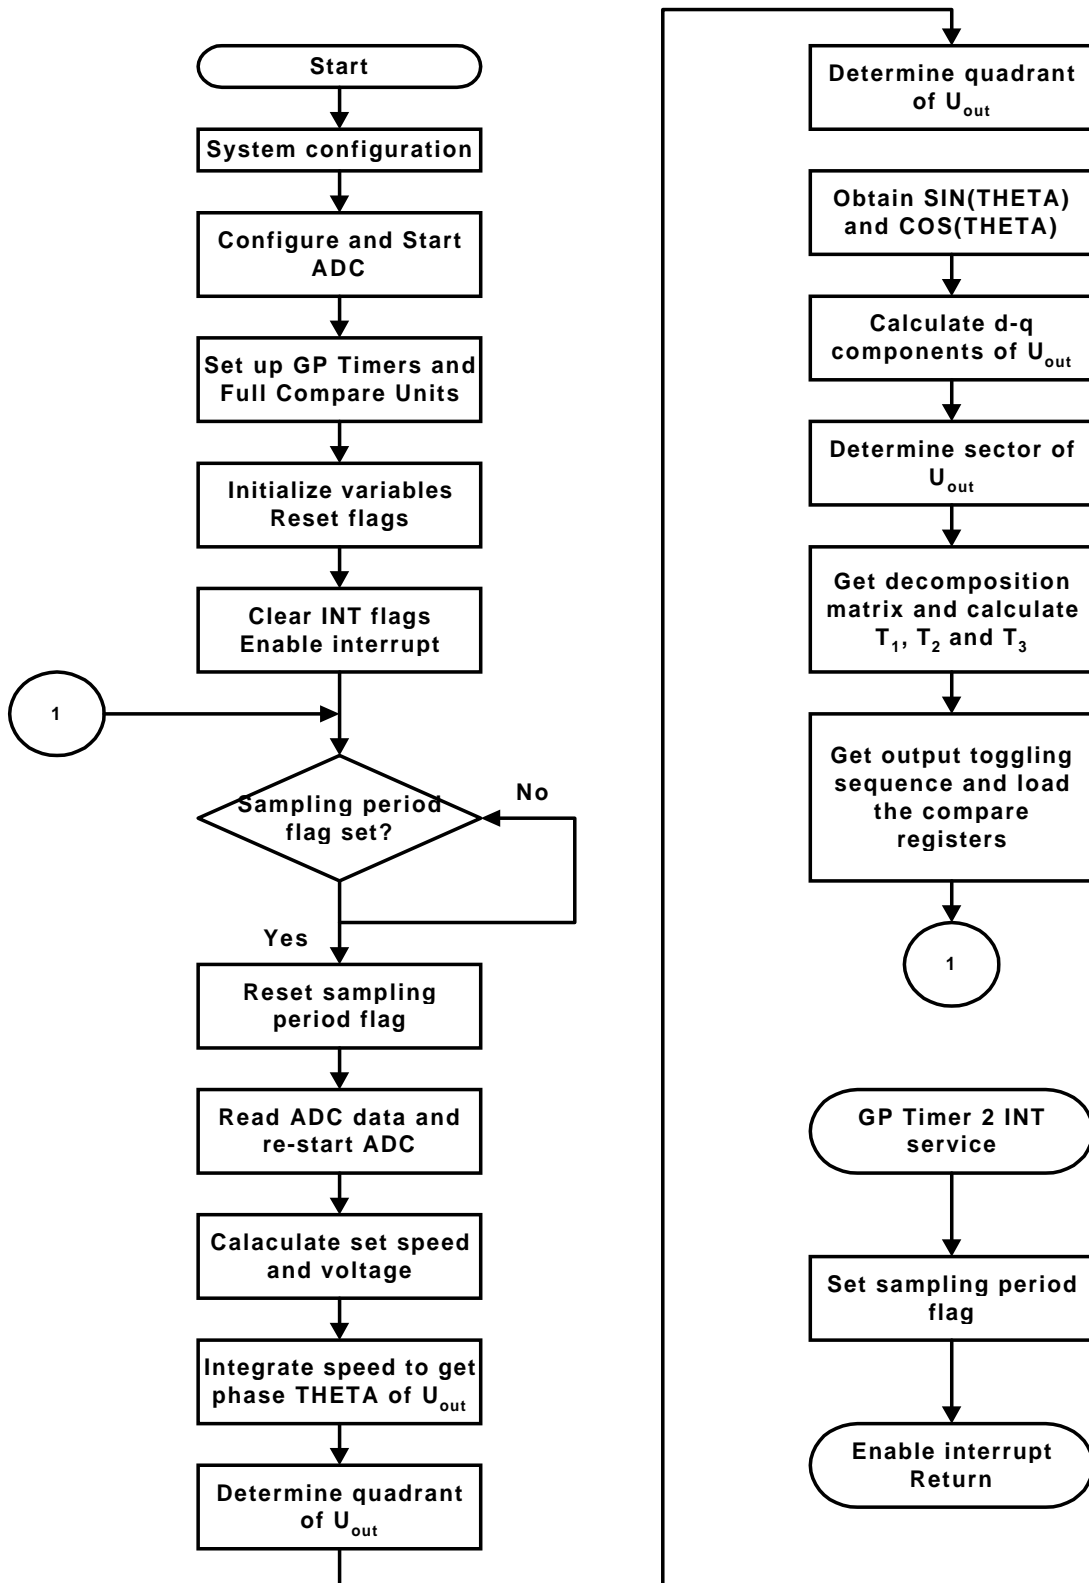 Start
System configuration
Configure and Start
ADC
Set up GP Timers and
Full Compare Units
Initialize variables
Reset flags
Clear INT flags
Enable interrupt
1
Sampling period
flag set?
No
Yes
Reset sampling
period flag
Read ADC data and
re-start ADC
Calaculate set speed
and voltage
Integrate speed to get
phase THETA of Uout
Determine quadrant
of Uout
Determine quadrant
of Uout
Obtain SIN(THETA)
and COS(THETA)
Calculate d-q
components of Uout
Determine sector of
Uout
Get decomposition
matrix and calculate
T1, T2 and T3
Get output toggling
sequence and load
the compare
registers
1
GP Timer 2 INT
service
Set sampling period
flag
Enable interrupt
Return